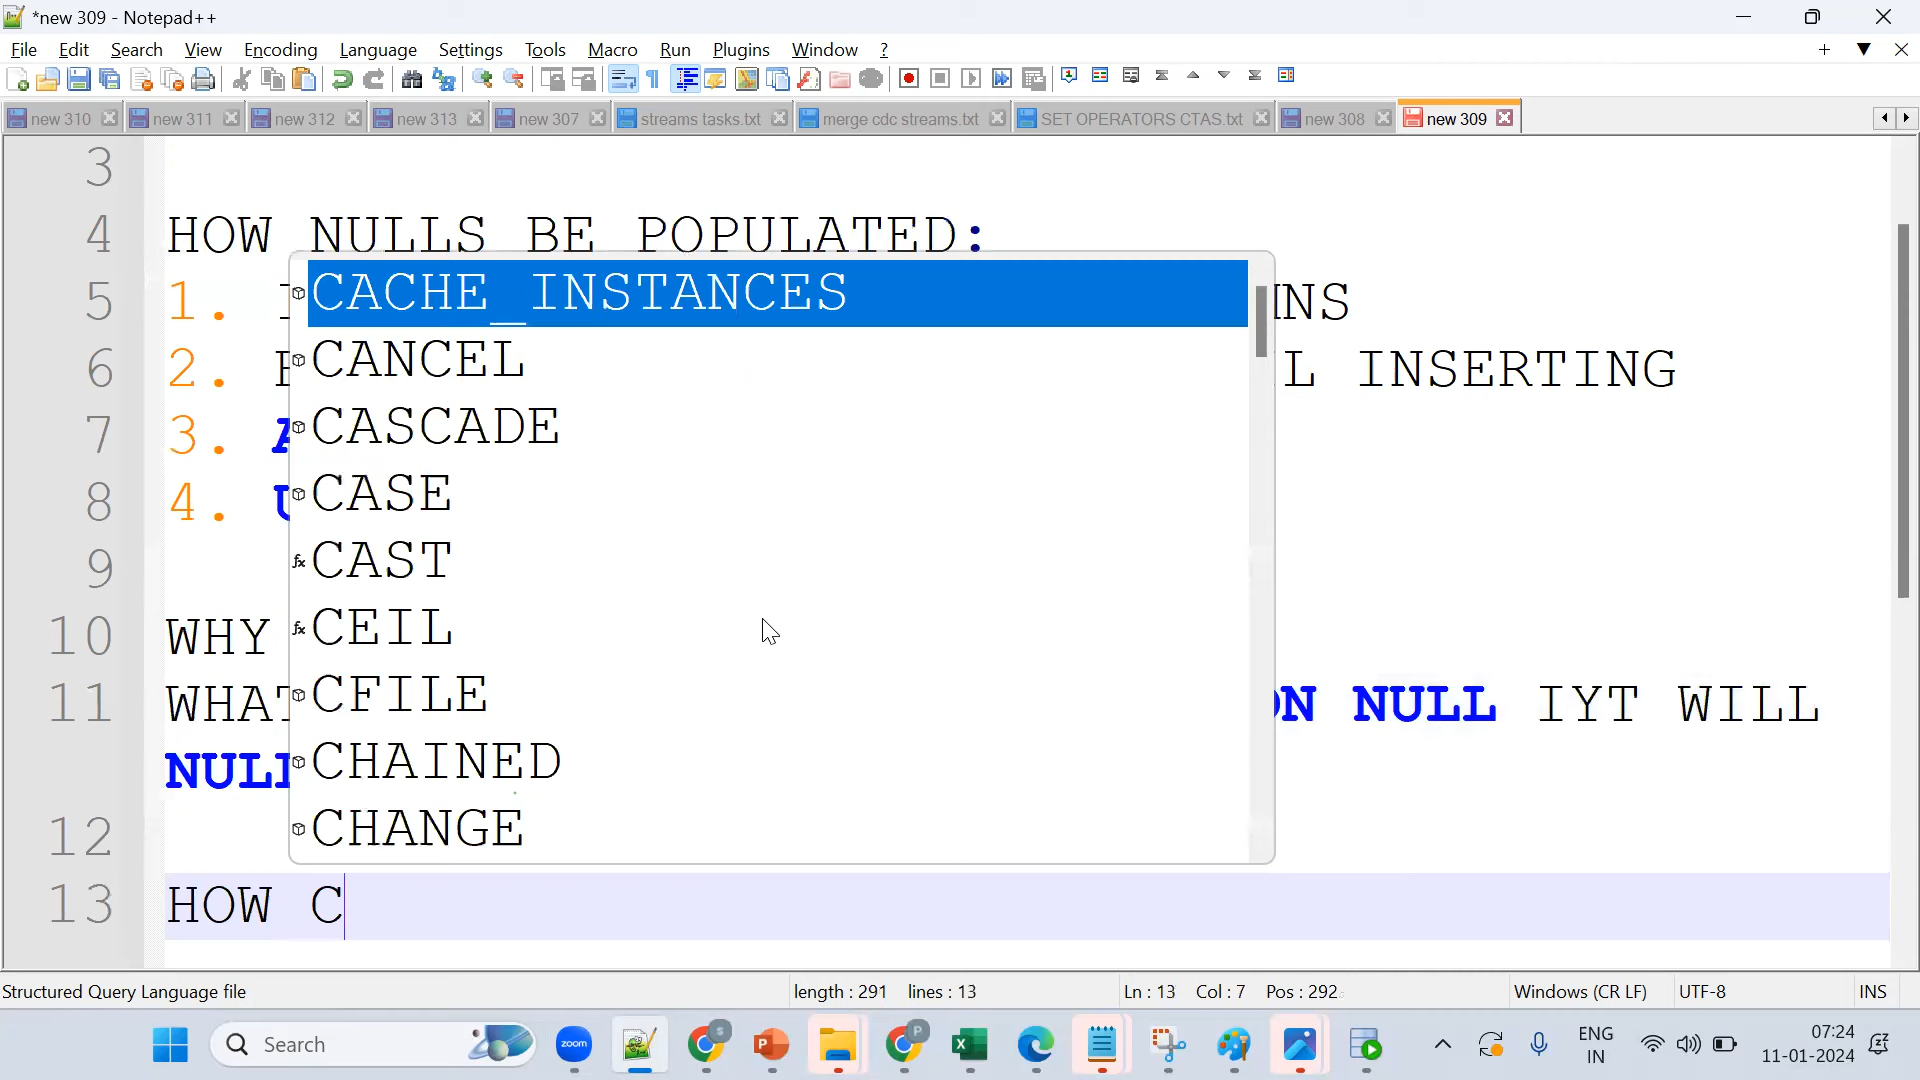 *new 309 - Notepad++
File Edit Search View Encoding Language Settings Tools Macro Run Plugins Window ?
new 310 new 311 new 312 new 313 new 307 streams tasks.txt merge cdc streams.txt SET OPERATORS CTAS.txt new 308 new 309
3
4 HOW NULLS BE POPULATED:
5 1. INS
6 2. L INSERTING
7 3.
8 4.
9
10 WHY
11 WHAT ON NULL IYT WILL
NULL
12
13 HOW C
CACHE_INSTANCES
CANCEL
CASCADE
CASE
CAST
CEIL
CFILE
CHAINED
CHANGE
Structured Query Language file length : 291 lines : 13 Ln : 13 Col : 7 Pos : 292 Windows (CR LF) UTF-8 INS
Search zoom ENG 07:24
IN 11-01-2024